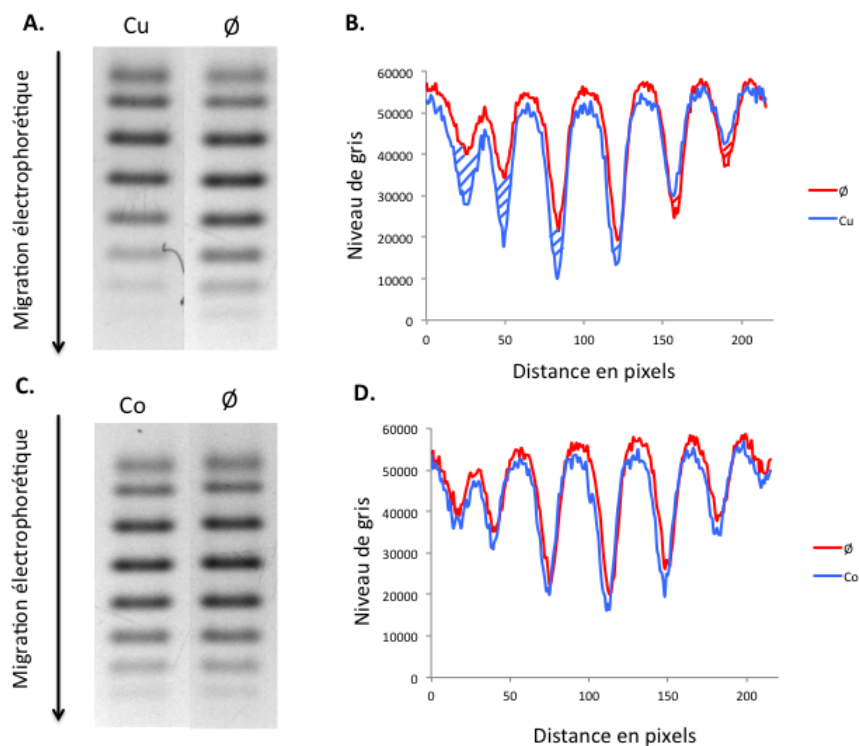 A.
Cu Ø
Migration électrophorétique
B.
60000
50000
40000
30000
20000
10000
0
Niveau de gris
0 50 100 150 200
Distance en pixels
Ø
Cu
C.
Co Ø
Migration électrophorétique
D.
60000
50000
40000
30000
20000
10000
0
Niveau de gris
0 50 100 150 200
Distance en pixels
Ø
Co